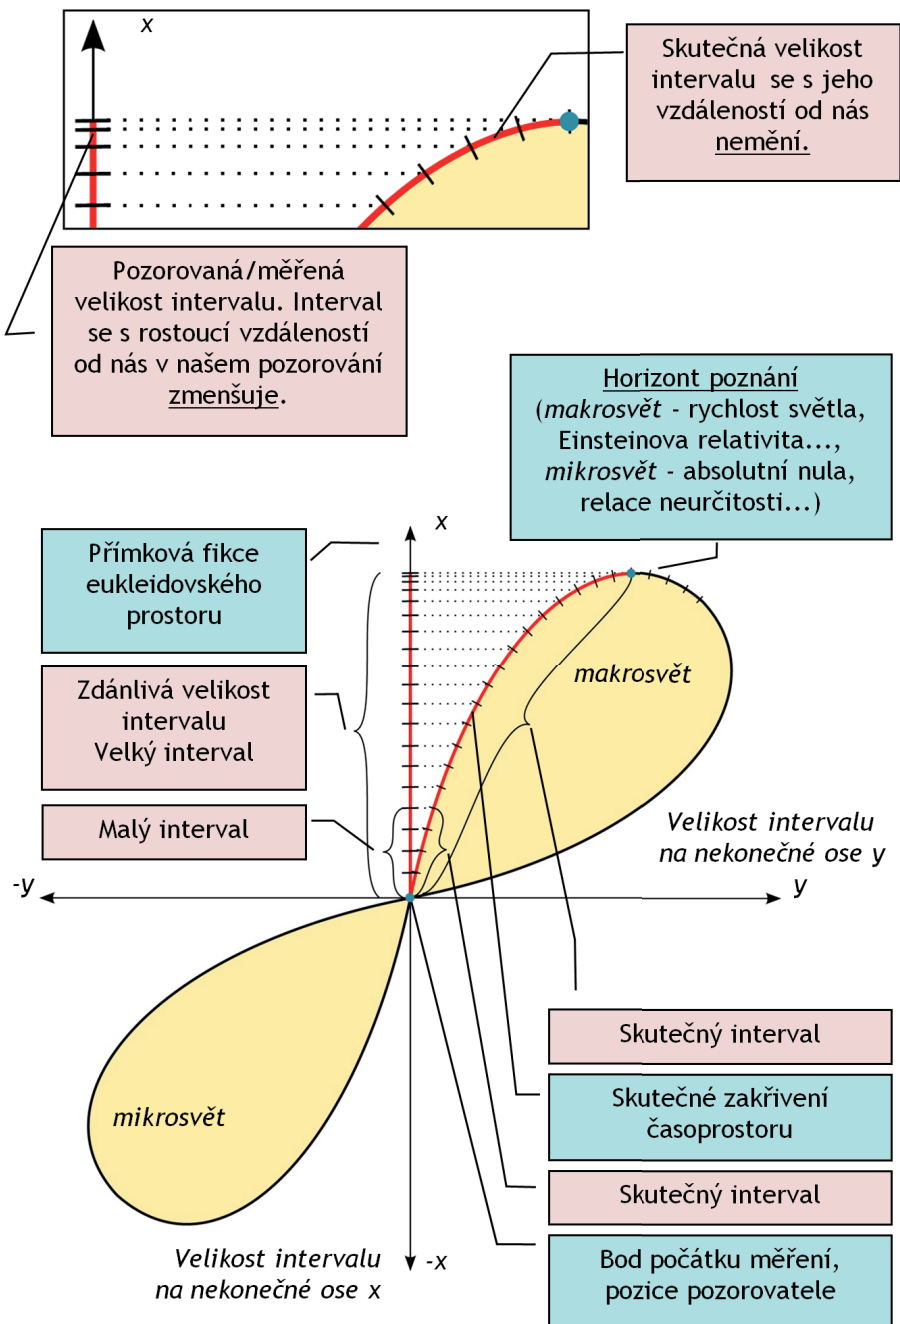 x
Skutečná velikost
intervalu se s jeho
vzdáleností od nás
nemění.
Pozorovaná/měřená
velikost intervalu. Interval
se s rostoucí vzdáleností
od nás v našem pozorování
zmenšuje.
Horizont poznání
(makrosvět - rychlost světla,
Einsteinova relativita...,
mikrosvět - absolutní nula,
relace neurčitosti...)
x
Přímková fikce
eukleidovského
prostoru
Zdánlivá velikost
intervalu
Velký interval
makrosvět
Malý interval
Velikost intervalu
na nekonečné ose y
-y
y
Skutečný interval
Skutečné zakřivení
časoprostoru
mikrosvět
Skutečný interval
Velikost intervalu
na nekonečné ose x
-x
Bod počátku měření,
pozice pozorovatele